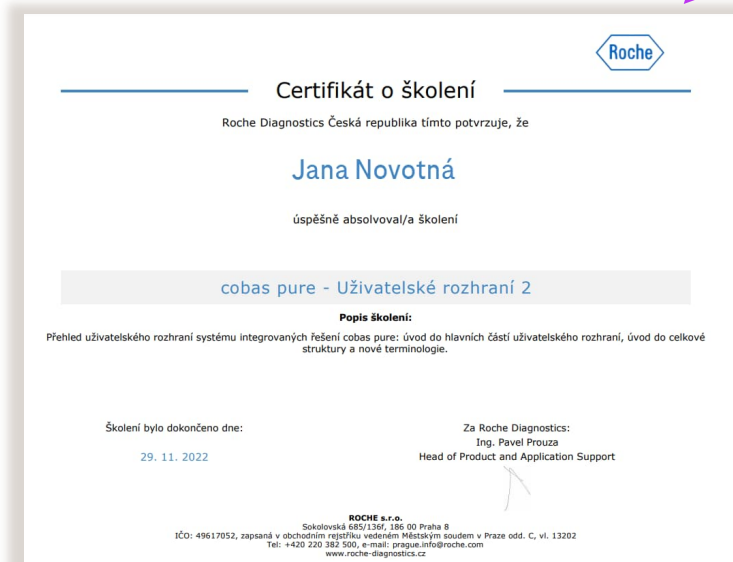 Roche
Certifikát o školení
Roche Diagnostics Česká republika tímto potvrzuje, že
Jana Novotná
úspěšně absolvoval/a školení
cobas pure - Uživatelské rozhraní 2
Popis školení:
Přehled uživatelského rozhraní systému integrovaných řešení cobas pure: úvod do hlavních částí uživatelského rozhraní, úvod do celkové
struktury a nové terminologie.
Školení bylo dokončeno dne:
29. 11. 2022
Za Roche Diagnostics:
Ing. Pavel Prouza
Head of Product and Application Support
ROCHE s.r.o.
Sokolovská 685/136f, 186 00 Praha 8
IČO: 49617052, zapsaná v obchodním rejstříku vedeném Městským soudem v Praze odd. C, vl. 13202
Tel: +420 220 382 500, e-mail: prague.info@roche.com
www.roche-diagnostics.cz